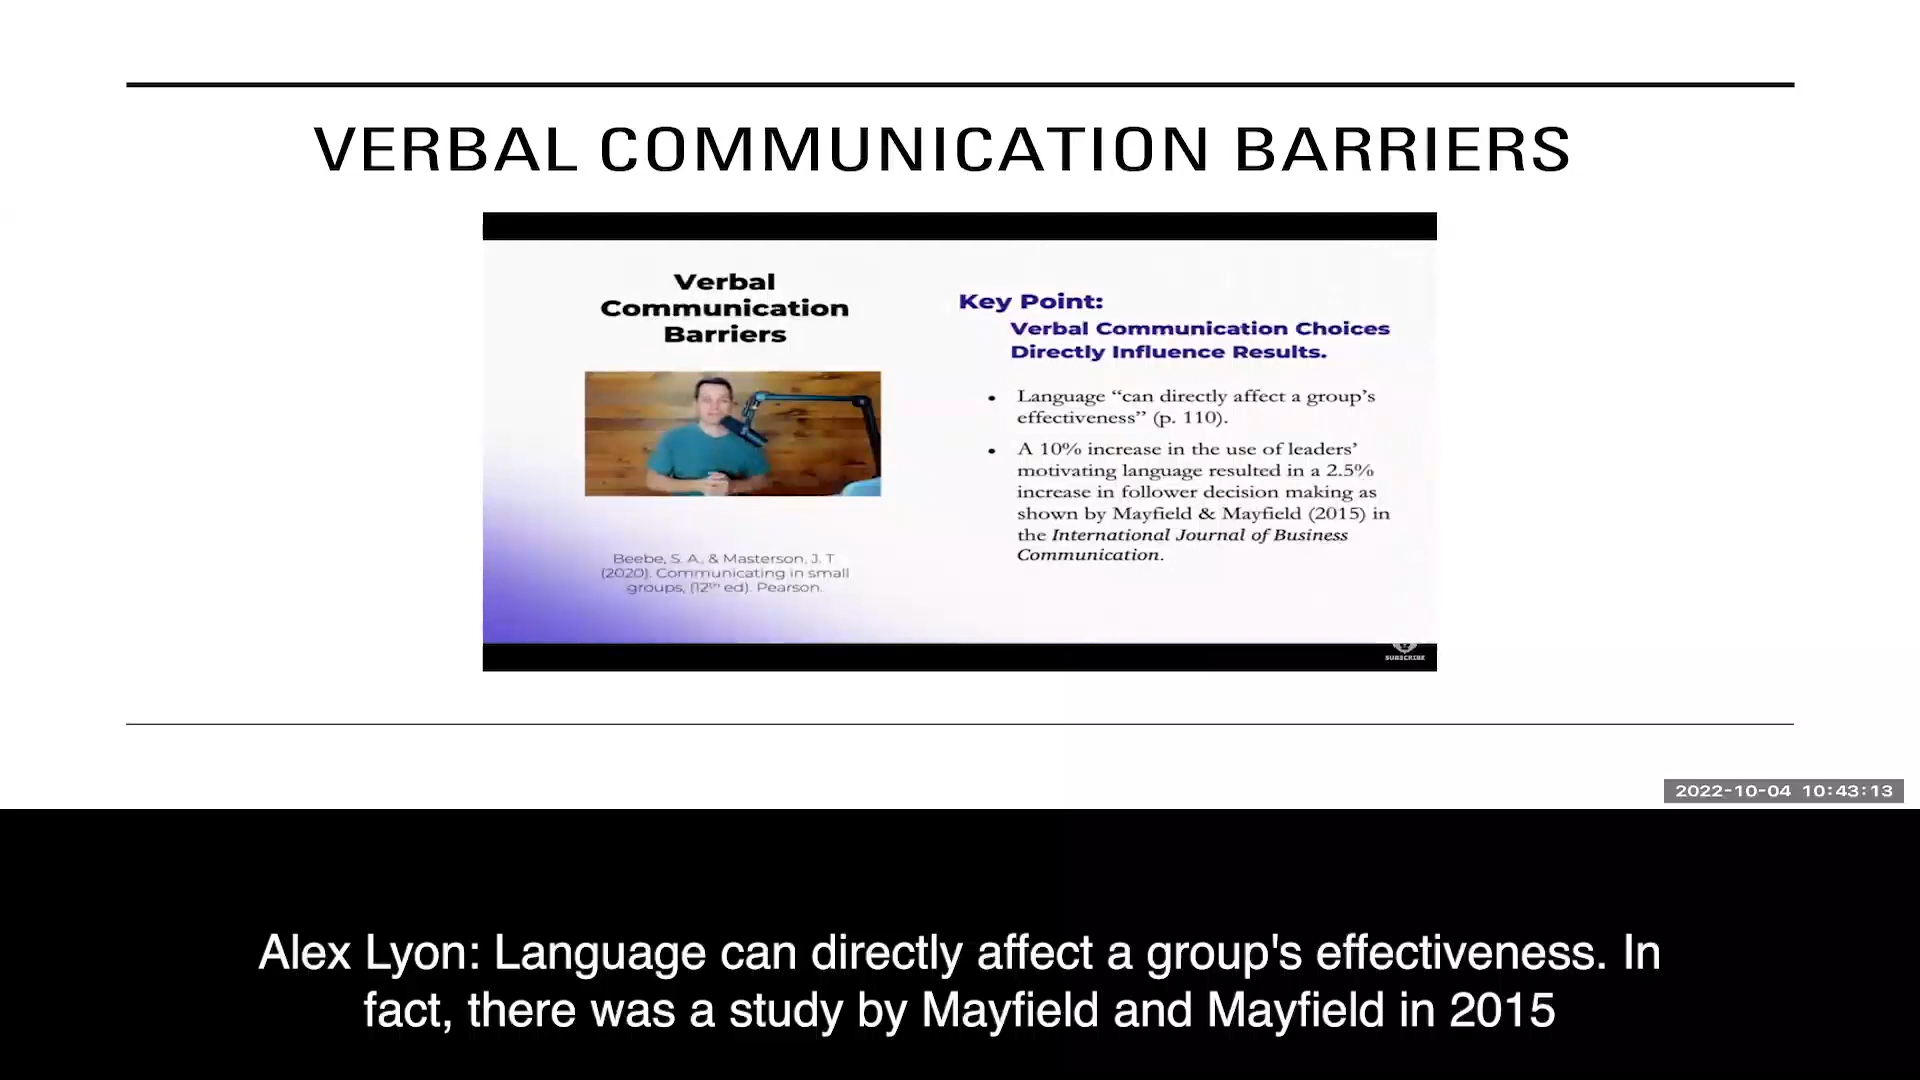 VERBAL COMMUNICATION BARRIERS
Verbal
Communication
Barriers
Beebe, S. A., & Masterson, J. T.
(2020). Communicating in small
groups, (12th ed). Pearson.
Key Point:
Verbal Communication Choices
Directly Influence Results.
• Language “can directly affect a group’s
effectiveness” (p. 110).
• A 10% increase in the use of leaders’
motivating language resulted in a 2.5%
increase in follower decision making as
shown by Mayfield & Mayfield (2015) in
the International Journal of Business
Communication.
SUBSCRIBE
2022-10-04 10:43:13
Alex Lyon: Language can directly affect a group's effectiveness. In
fact, there was a study by Mayfield and Mayfield in 2015